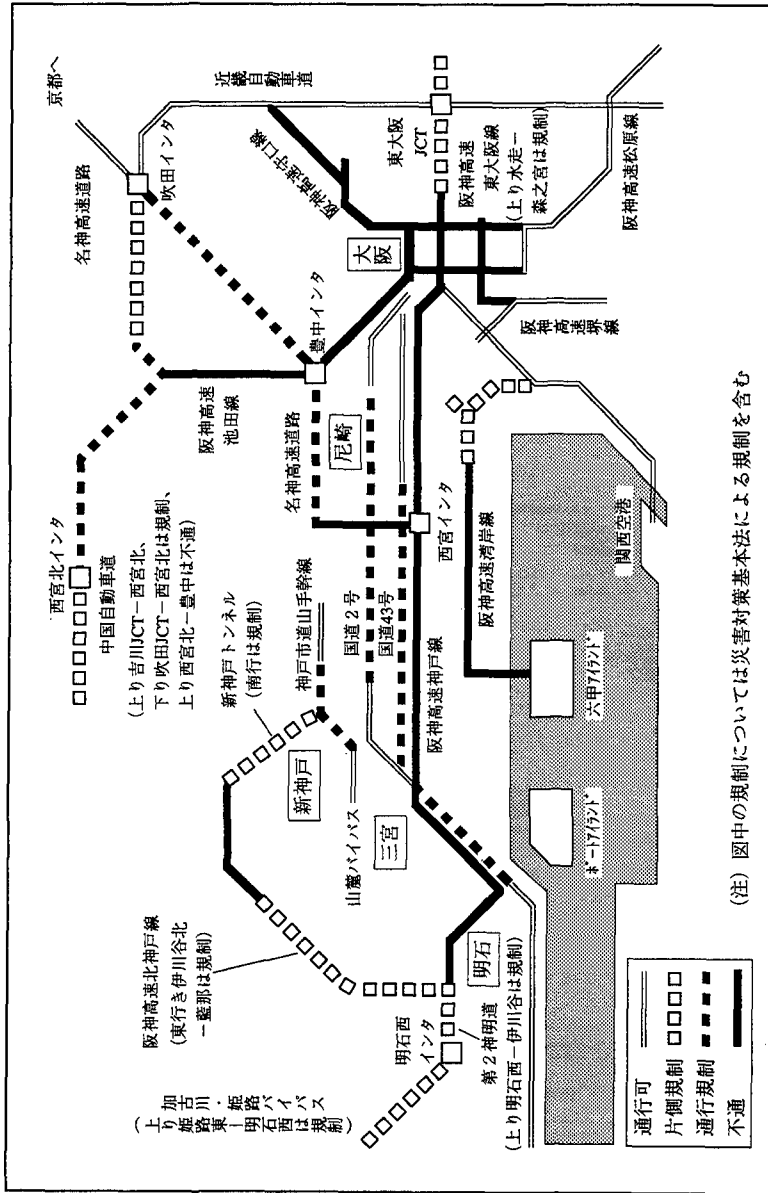 京都へ
近畿自動車道
名神高速道路
吹田インタ
阪神高速守口線
東大阪
JCT
阪神高速
東大阪線
(上り水走ー
森之宮は規制)
阪神高速松原線
大阪
豊中インタ
阪神高速堺線
阪神高速
池田線
名神高速道路
尼崎
西宮インタ
阪神高速湾岸線
関西空港
西宮北インタ
中国自動車道
(上り吉川JCTー西宮北、
下り吹田JCTー西宮北は規制、
上り西宮北ー豊中は不通)
新神戸トンネル
(南行は規制)
神戸市道山手幹線
国道2号
国道43号
阪神高速神戸線
六甲アイランド
新神戸
三宮
山麓バイパス
ポートアイランド
阪神高速北神戸線
(東行き伊川谷北
ー藍那は規制)
明石西
インタ
明石
第2神明道
(上り明石西ー伊川谷は規制)
加古川・姫路バイパス
(上り姫路東ー明石西は規制)
通行可
片側規制
通行規制
不通
(注) 図中の規制については災害対策基本法による規制を含む